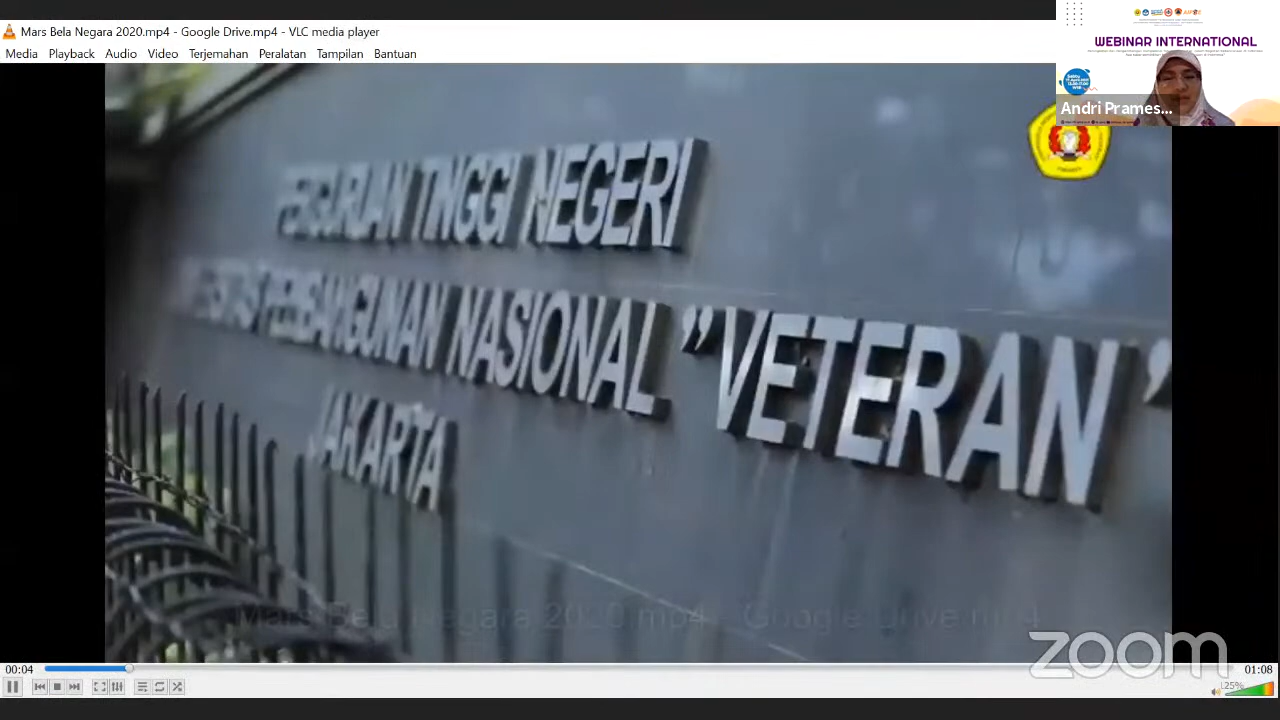 Mars Bela Negara 2020.mp4 - Google Drive.mp4 - VLC media player
Media Playback Audio Video Terjemahan Peralatan Tampilan Bantuan
WEBINAR INTERNATIONAL
Andri Prames...
PERGURUAN TINGGI NEGERI
PEMBANGUNAN NASIONAL "VETERAN"
JAKARTA
Mars Bela Negara 2020.mp4 - Google Drive.mp4
zoom
00:04
01:08
125%